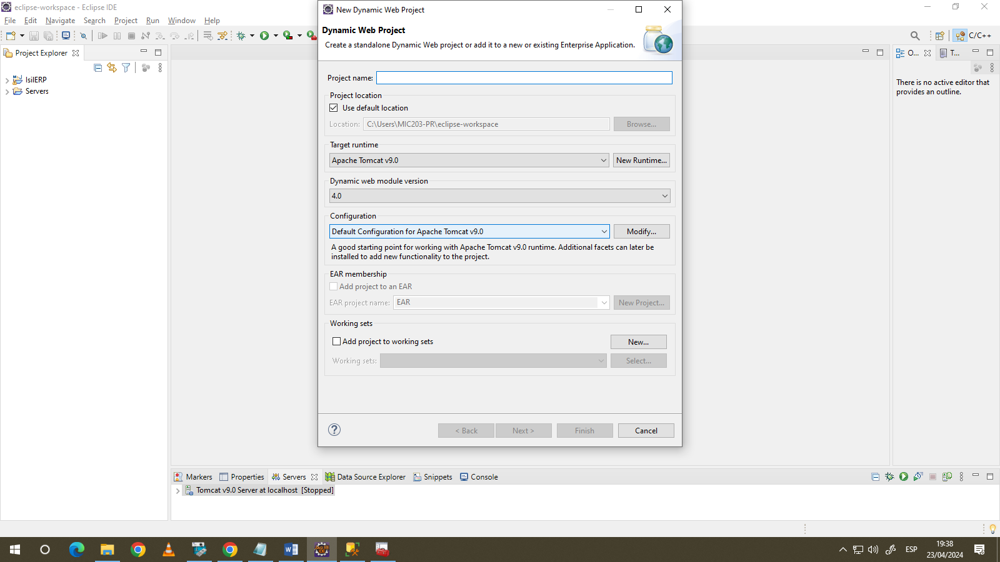 eclipse-workspace - Eclipse IDE
File Edit Navigate Search Project Run Window Help
C/C++
Project Explorer
IsilERP
Servers
New Dynamic Web Project
Dynamic Web Project
Create a standalone Dynamic Web project or add it to a new or existing Enterprise Application.
Project name:
Project location
Use default location
Location: C:\Users\MIC203-PR\eclipse-workspace Browse...
Target runtime
Apache Tomcat v9.0 New Runtime...
Dynamic web module version
4.0
Configuration
Default Configuration for Apache Tomcat v9.0 Modify...
A good starting point for working with Apache Tomcat v9.0 runtime. Additional facets can later be
installed to add new functionality to the project.
EAR membership
Add project to an EAR
EAR project name: EAR New Project...
Working sets
Add project to working sets New...
Working sets: Select...
? < Back Next > Finish Cancel
O... T...
There is no active editor that
provides an outline.
Markers Properties Servers Data Source Explorer Snippets Console
Tomcat v9.0 Server at localhost [Stopped]
ESP
19:38
23/04/2024